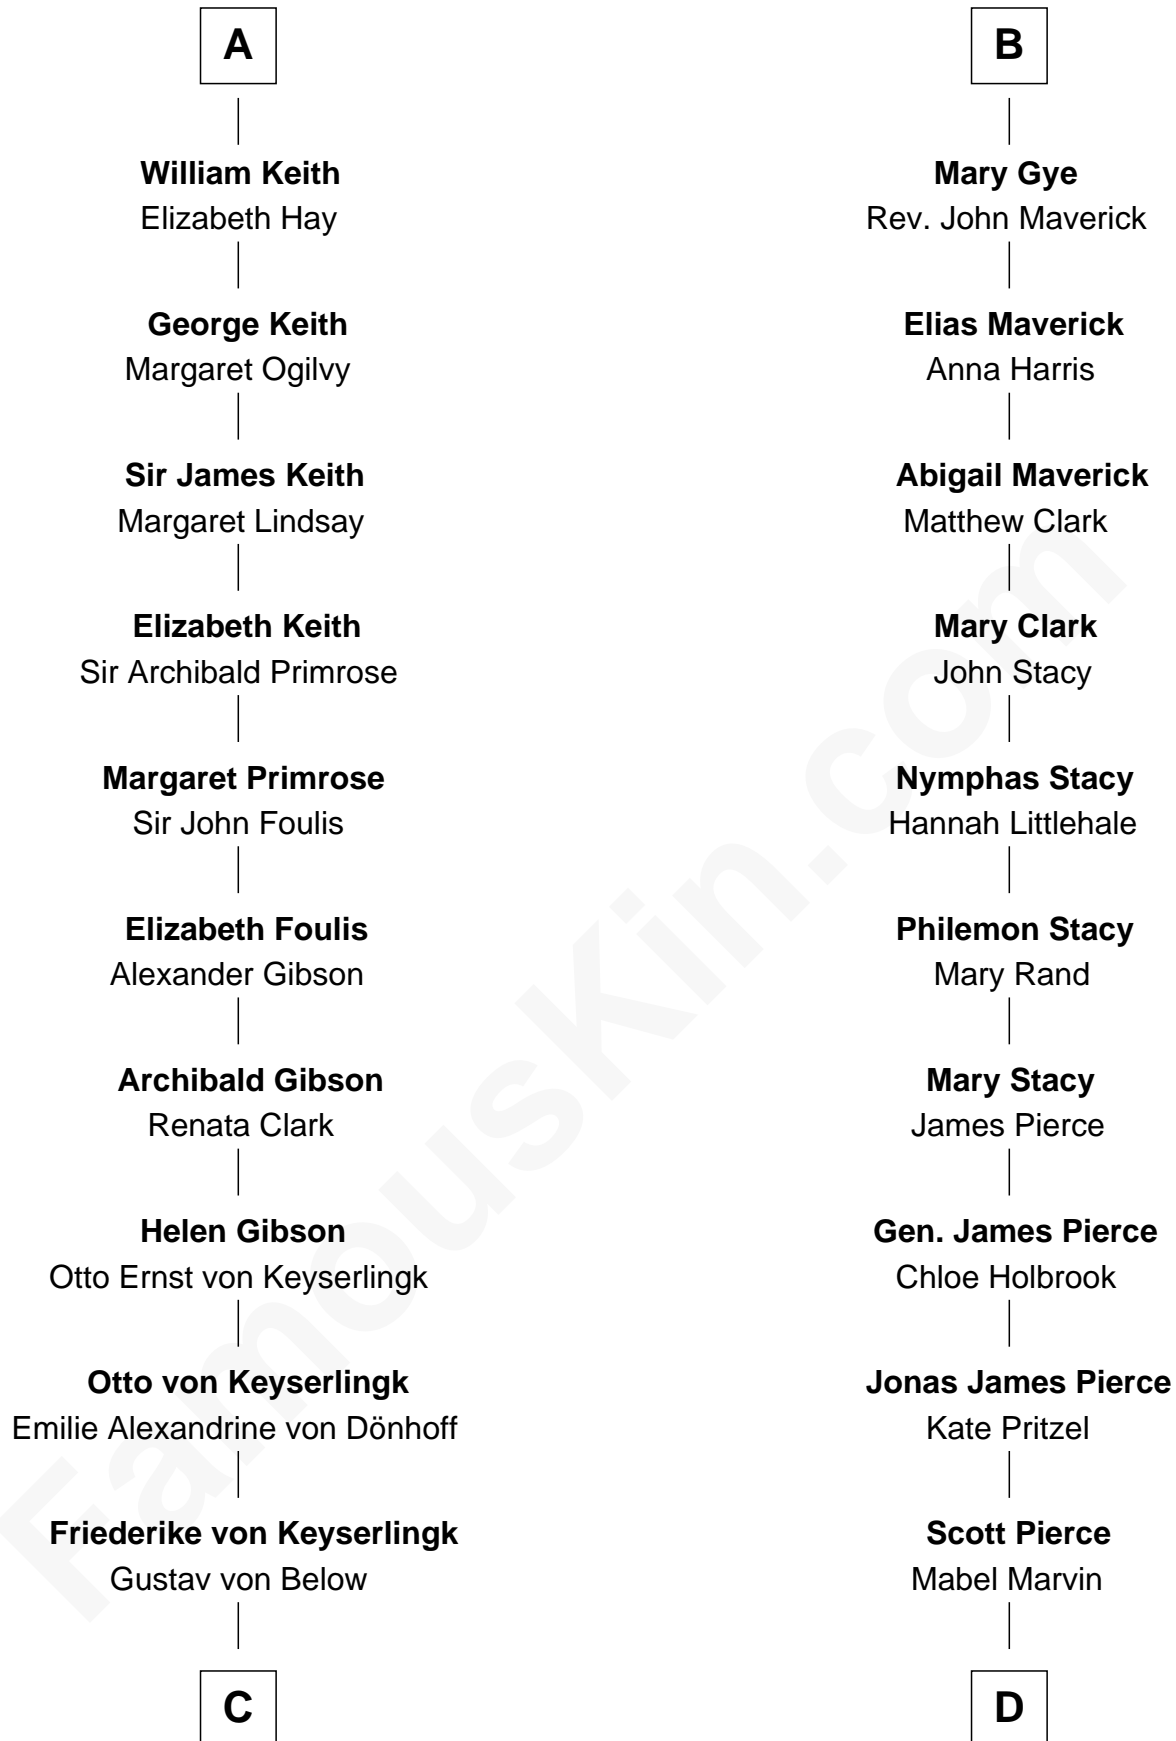 A
William Keith
Elizabeth Hay
George Keith
Margaret Ogilvy
Sir James Keith
Margaret Lindsay
Elizabeth Keith
Sir Archibald Primrose
Margaret Primrose
Sir John Foulis
Elizabeth Foulis
Alexander Gibson
Archibald Gibson
Renata Clark
Helen Gibson
Otto Ernst von Keyserlingk
Otto von Keyserlingk
Emilie Alexandrine von Dönhoff
Friederike von Keyserlingk
Gustav von Below
C
B
Mary Gye
Rev. John Maverick
Elias Maverick
Anna Harris
Abigail Maverick
Matthew Clark
Mary Clark
John Stacy
Nymphas Stacy
Hannah Littlehale
Philemon Stacy
Mary Rand
Mary Stacy
James Pierce
Gen. James Pierce
Chloe Holbrook
Jonas James Pierce
Kate Pritzel
Scott Pierce
Mabel Marvin
D
FamousKin.com